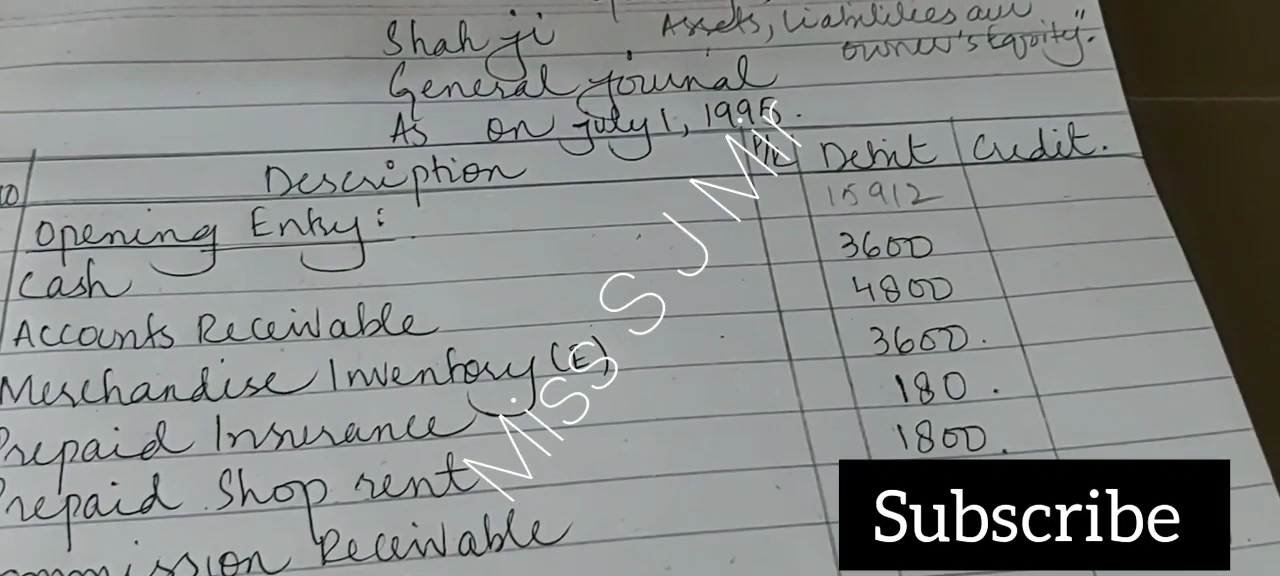 Shah ji
Assets, Liabilities and
owner's Equity."
General journal
As on july 1, 1995.
Description P/R Debit Credit.
Opening Entry:
Cash 15912
Accounts Receivable 3600
Merchandise Inventory (E) 4800
Prepaid Insurance 3600.
Prepaid Shop rent 180.
Commission Receivable 1800.
Miss S J Mir
Subscribe